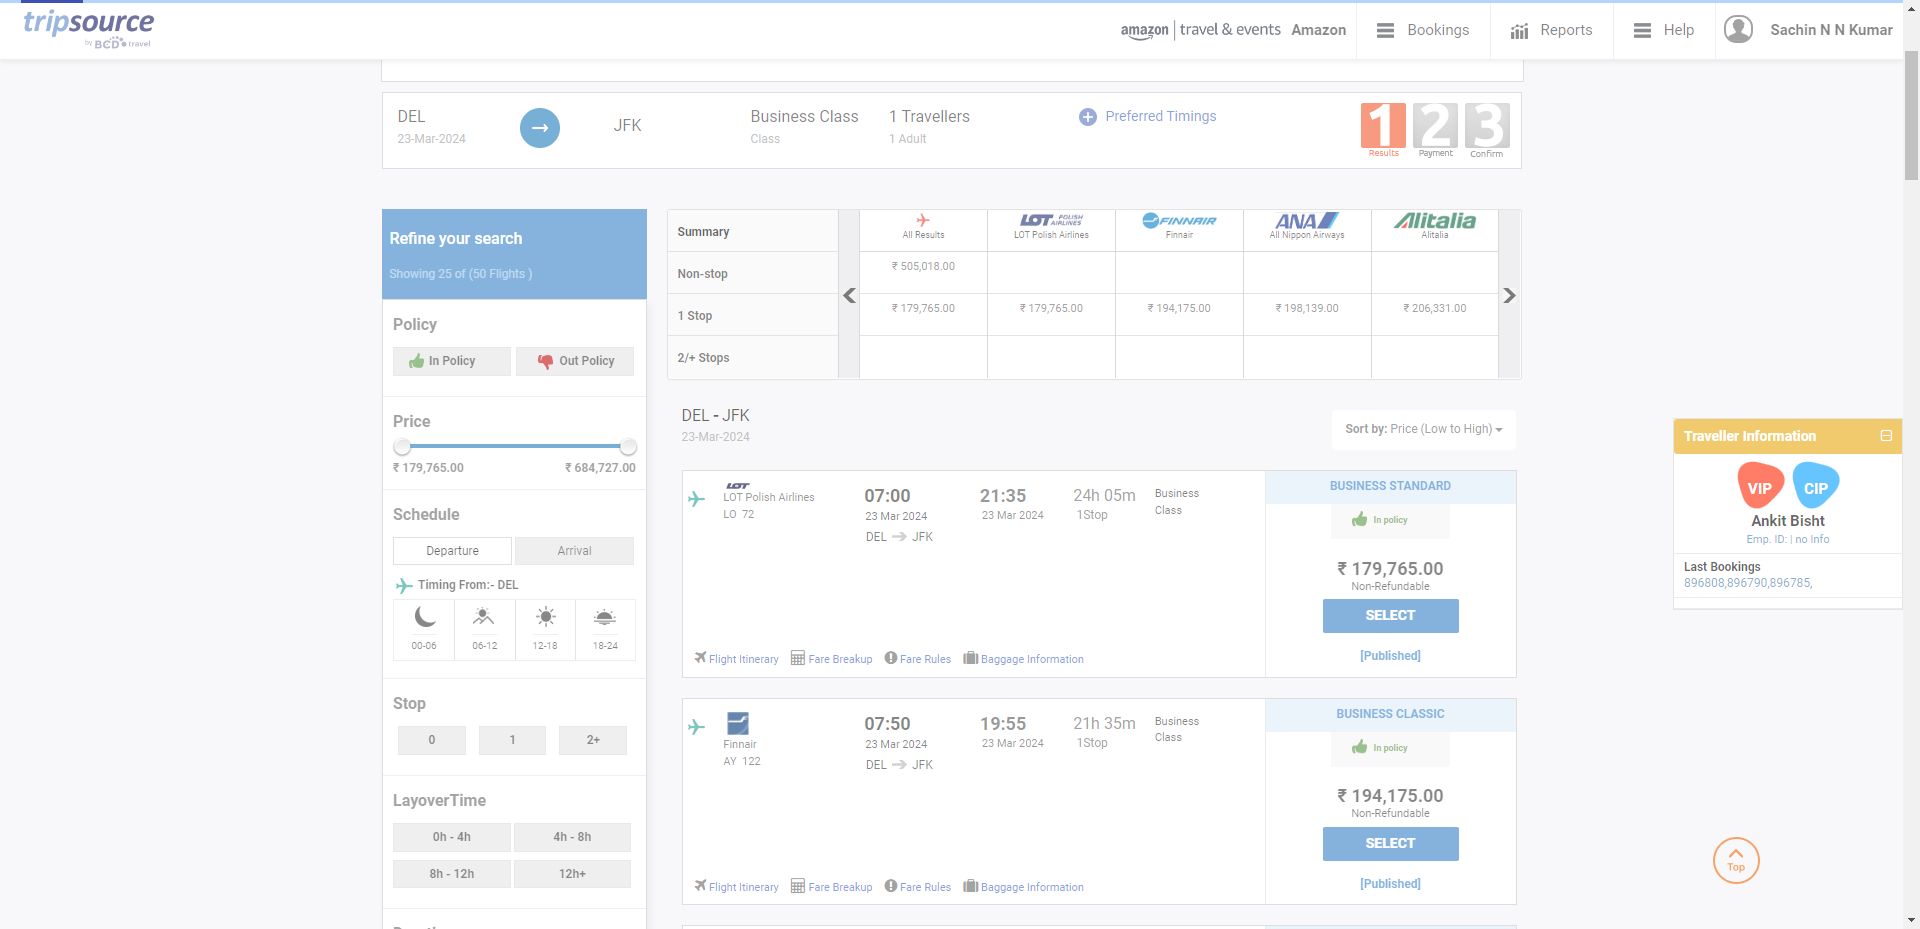 tripsource
by BCD travel
amazon travel & events Amazon
Bookings
Reports
Help
Sachin N N Kumar
DEL
23-Mar-2024
JFK
Business Class
Class
1 Travellers
1 Adult
Preferred Timings
1 2 3
Results Payment Confirm
Refine your search
Showing 25 of (50 Flights )
Policy
In Policy
Out Policy
Price
₹ 179,765.00 ₹ 684,727.00
Schedule
Departure
Arrival
Timing From:- DEL
00-06 06-12 12-18 18-24
Stop
0 1 2+
LayoverTime
0h - 4h 4h - 8h
8h - 12h 12h+
Summary
All Results
LOT POLISH AIRLINES
LOT Polish Airlines
FINNAIR
Finnair
ANA
All Nippon Airways
Alitalia
Alitalia
Non-stop ₹ 505,018.00
1 Stop ₹ 179,765.00 ₹ 179,765.00 ₹ 194,175.00 ₹ 198,139.00 ₹ 206,331.00
2/+ Stops
DEL - JFK
23-Mar-2024
Sort by: Price (Low to High)
LOT
LOT Polish Airlines
LO 72
07:00
23 Mar 2024
DEL JFK
21:35
23 Mar 2024
24h 05m
1Stop
Business
Class
BUSINESS STANDARD
In policy
₹ 179,765.00
Non-Refundable
SELECT
[Published]
Flight Itinerary Fare Breakup Fare Rules Baggage Information
Finnair
AY 122
07:50
23 Mar 2024
DEL JFK
19:55
23 Mar 2024
21h 35m
1Stop
Business
Class
BUSINESS CLASSIC
In policy
₹ 194,175.00
Non-Refundable
SELECT
[Published]
Flight Itinerary Fare Breakup Fare Rules Baggage Information
Traveller Information
VIP CIP
Ankit Bisht
Emp. ID: | no Info
Last Bookings
896808,896790,896785,
Top